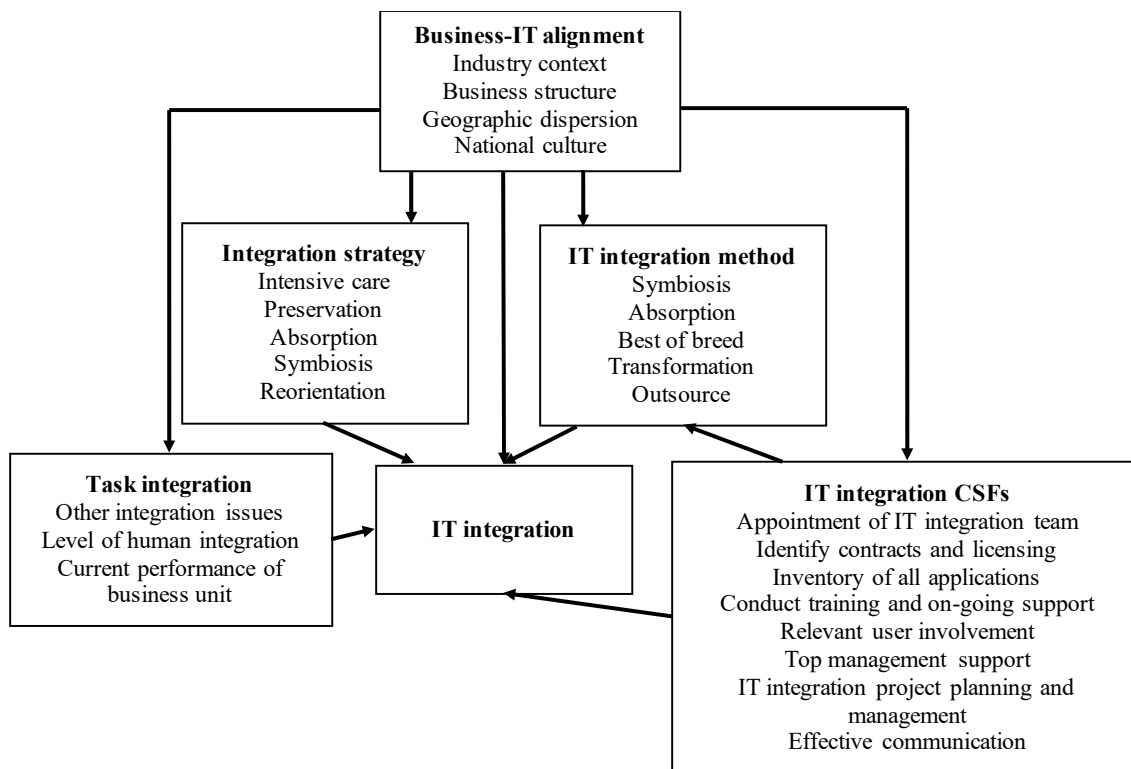 Business-IT alignment
Industry context
Business structure
Geographic dispersion
National culture
Integration strategy
Intensive care
Preservation
Absorption
Symbiosis
Reorientation
IT integration method
Symbiosis
Absorption
Best of breed
Transformation
Outsource
Task integration
Other integration issues
Level of human integration
Current performance of
business unit
IT integration
IT integration CSFs
Appointment of IT integration team
Identify contracts and licensing
Inventory of all applications
Conduct training and on-going support
Relevant user involvement
Top management support
IT integration project planning and
management
Effective communication